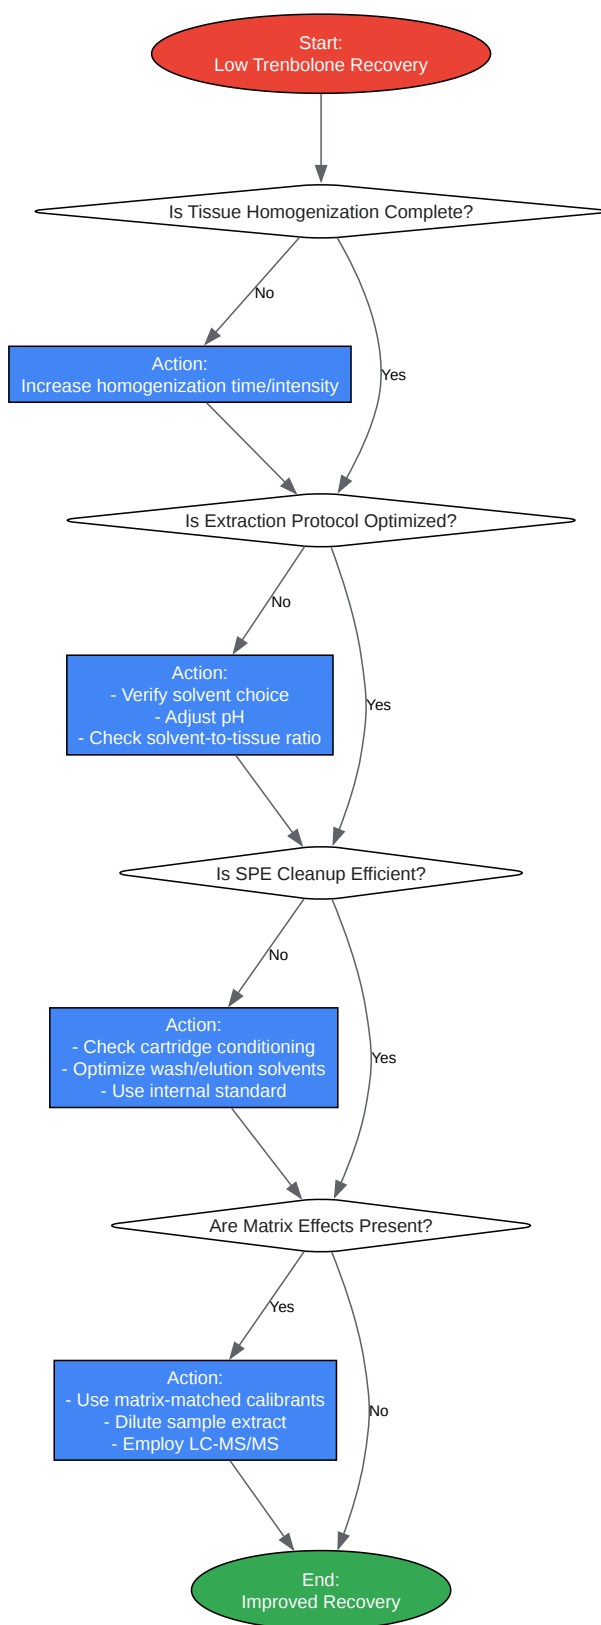 Start:
Low Trenbolone Recovery
Is Tissue Homogenization Complete?
No
Action:
Increase homogenization time/intensity
Yes
Is Extraction Protocol Optimized?
No
Action:
- Verify solvent choice
- Adjust pH
- Check solvent-to-tissue ratio
Yes
Is SPE Cleanup Efficient?
No
Action:
- Check cartridge conditioning
- Optimize wash/elution solvents
- Use internal standard
Yes
Are Matrix Effects Present?
Yes
Action:
- Use matrix-matched calibrants
- Dilute sample extract
- Employ LC-MS/MS
No
End:
Improved Recovery